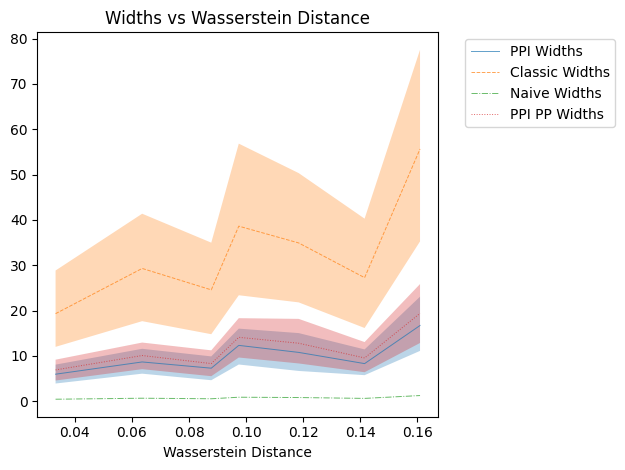 Widths vs Wasserstein Distance
80
70
60
50
40
30
20
10
0
0.04 0.06 0.08 0.10 0.12 0.14 0.16
Wasserstein Distance
PPI Widths
Classic Widths
Naive Widths
PPI PP Widths